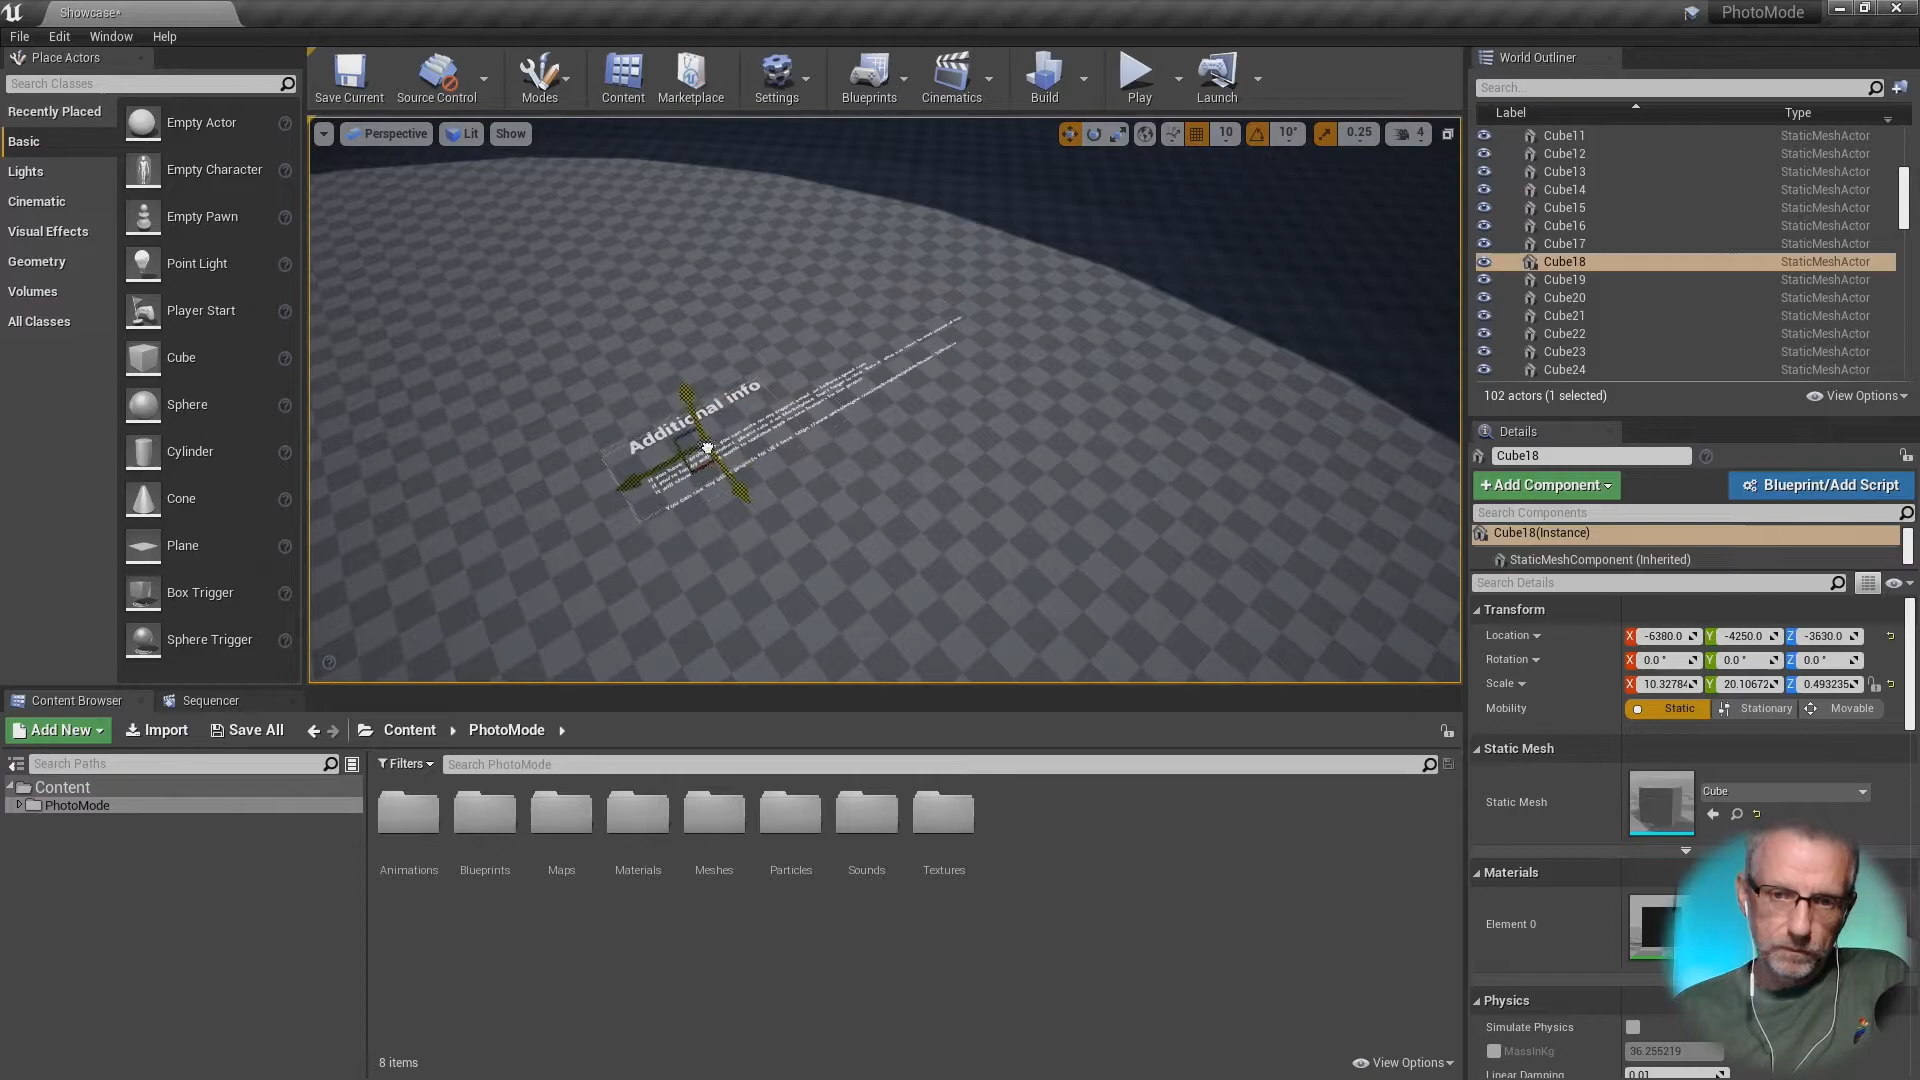 Showcase*
PhotoMode
File Edit Window Help
Place Actors
Search Classes
Recently Placed
Basic
Lights
Cinematic
Visual Effects
Geometry
Volumes
All Classes
Empty Actor
Empty Character
Empty Pawn
Point Light
Player Start
Cube
Sphere
Cylinder
Cone
Plane
Box Trigger
Sphere Trigger
Save Current Source Control Modes Content Marketplace Settings Blueprints Cinematics Build Play Launch
Perspective Lit Show
10 10° 0.25 4
Additional info
World Outliner
Search...
Label Type
Cube11 StaticMeshActor
Cube12 StaticMeshActor
Cube13 StaticMeshActor
Cube14 StaticMeshActor
Cube15 StaticMeshActor
Cube16 StaticMeshActor
Cube17 StaticMeshActor
Cube18 StaticMeshActor
Cube19 StaticMeshActor
Cube20 StaticMeshActor
Cube21 StaticMeshActor
Cube22 StaticMeshActor
Cube23 StaticMeshActor
Cube24 StaticMeshActor
102 actors (1 selected) View Options
Details
Cube18
+Add Component Blueprint/Add Script
Search Components
Cube18(Instance)
StaticMeshComponent (Inherited)
Search Details
Transform
Location X -6380.0 Y -4250.0 Z -3630.0
Rotation X 0.0 ° Y 0.0 ° Z 0.0 °
Scale X 10.32784 Y 20.10672 Z 0.493235
Mobility Static Stationary Movable
Static Mesh
Static Mesh Cube
Materials
Element 0
Physics
Simulate Physics
MassInKg 36.255219
Linear Damping 0.01
Content Browser Sequencer
Add New Import Save All Content PhotoMode
Search Paths
Filters Search PhotoMode
Content
PhotoMode
Animations Blueprints Maps Materials Meshes Particles Sounds Textures
8 items View Options